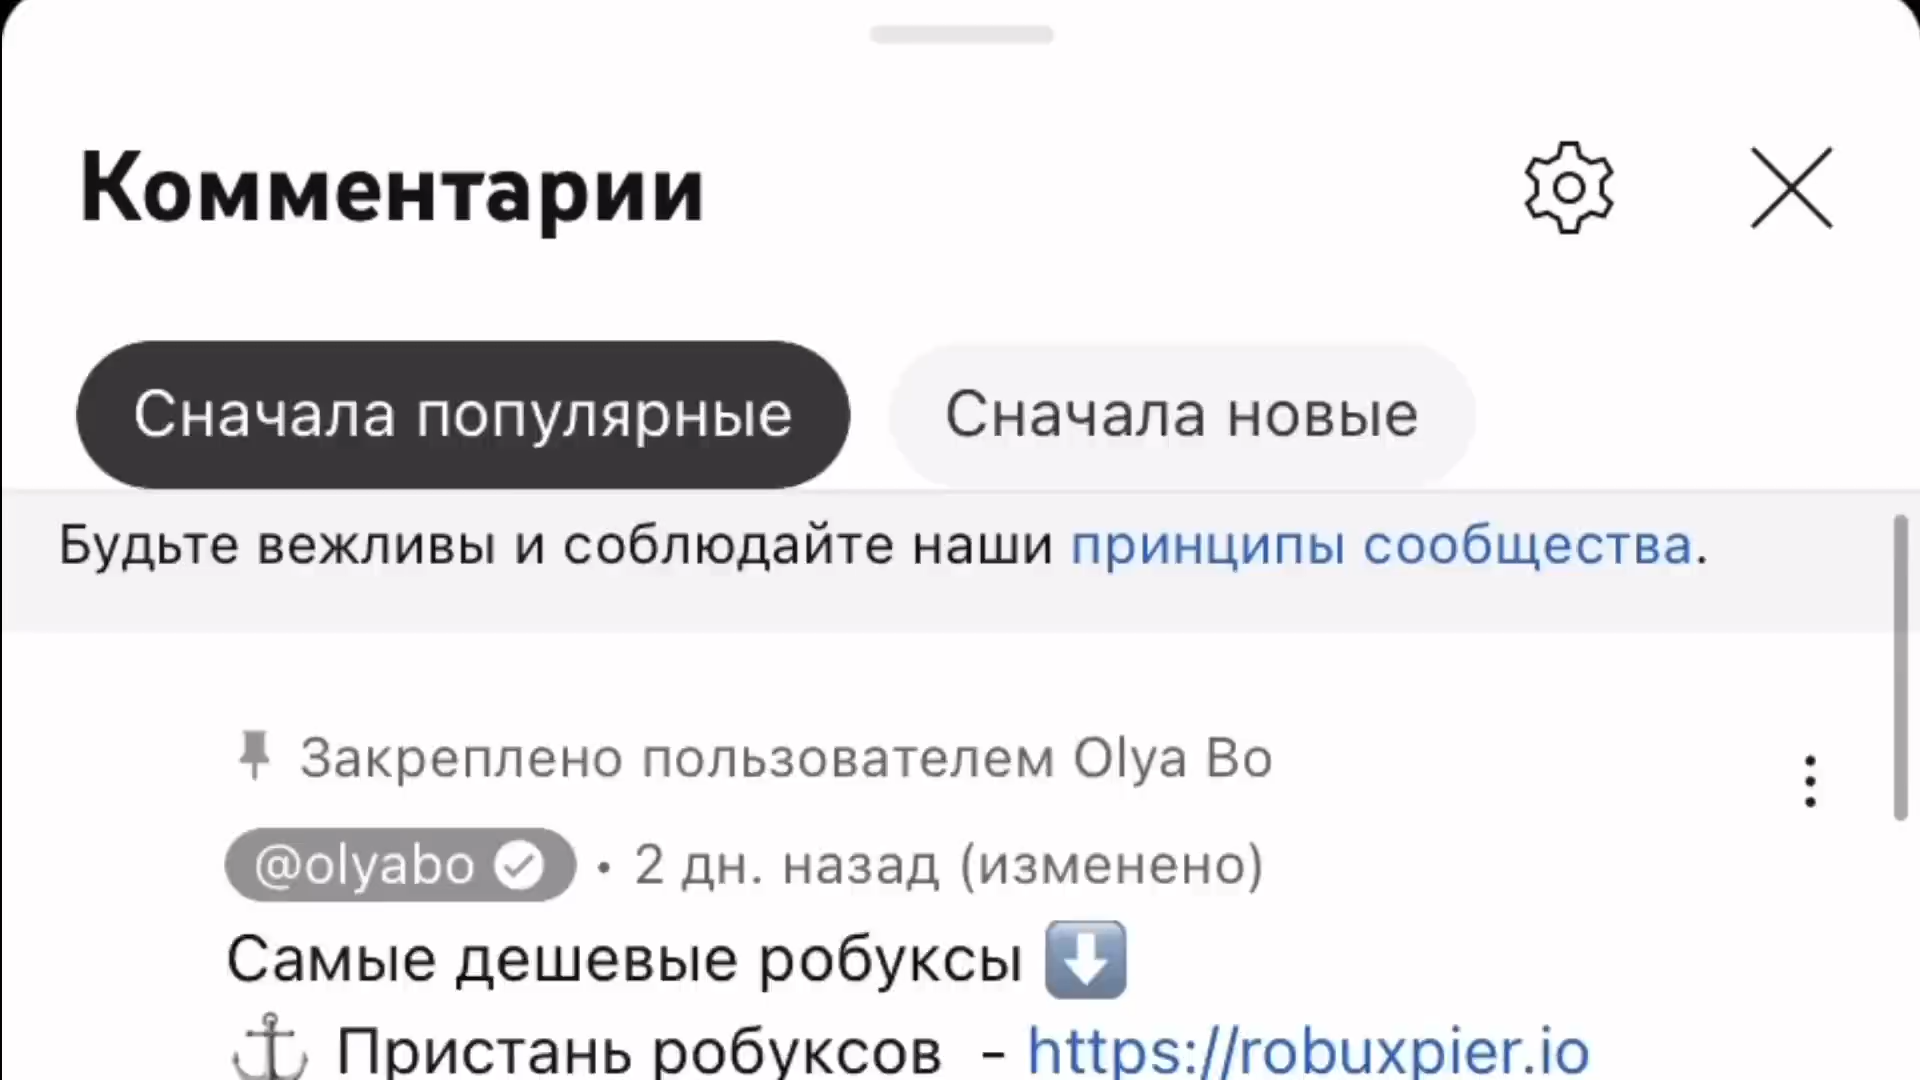 Комментарии
Сначала популярные Сначала новые
Будьте вежливы и соблюдайте наши принципы сообщества.
Закреплено пользователем Olya Bo
@olyabo • 2 дн. назад (изменено)
Самые дешевые робуксы ⬇️
⚓ Пристань робуксов - https://robuxpier.io